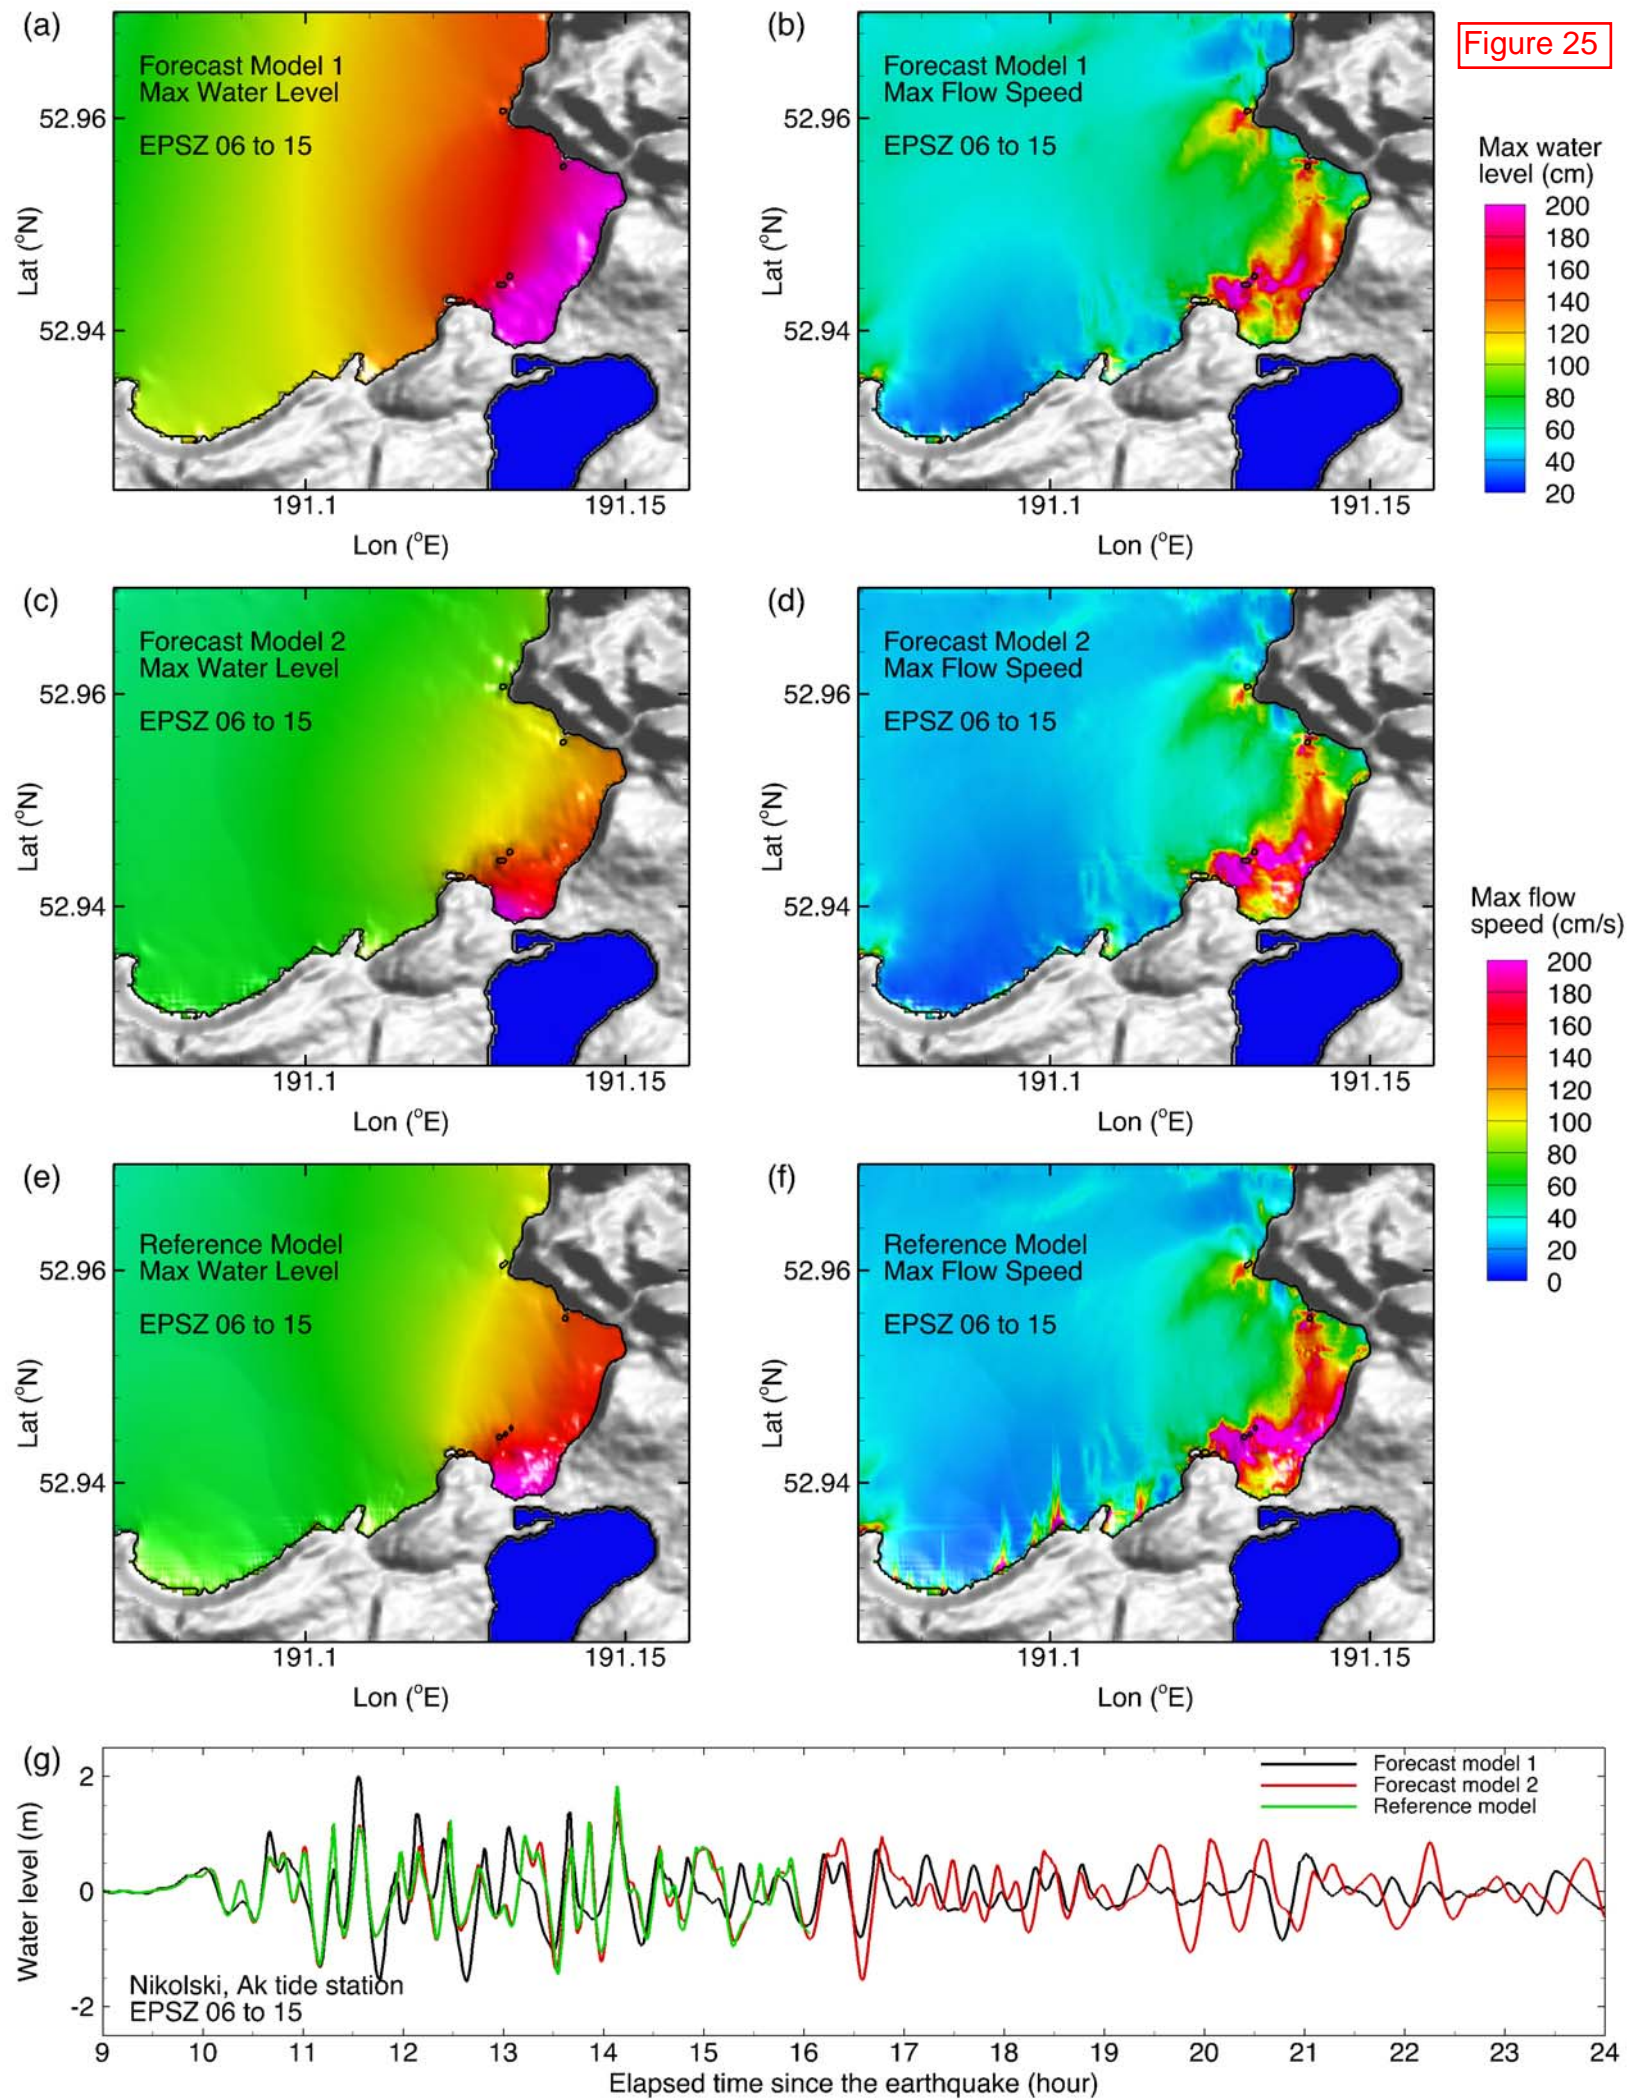 (a)
Forecast Model 1
Max Water Level
EPSZ 06 to 15
52.96
52.94
Lat (°N)
191.1
191.15
Lon (°E)
(b)
Forecast Model 1
Max Flow Speed
EPSZ 06 to 15
52.96
52.94
Lat (°N)
191.1
191.15
Lon (°E)
Figure 25
Max water
level (cm)
200
180
160
140
120
100
80
60
40
20
(c)
Forecast Model 2
Max Water Level
EPSZ 06 to 15
52.96
52.94
Lat (°N)
191.1
191.15
Lon (°E)
(d)
Forecast Model 2
Max Flow Speed
EPSZ 06 to 15
52.96
52.94
Lat (°N)
191.1
191.15
Lon (°E)
Max flow
speed (cm/s)
200
180
160
140
120
100
80
60
40
20
0
(e)
Reference Model
Max Water Level
EPSZ 06 to 15
52.96
52.94
Lat (°N)
191.1
191.15
Lon (°E)
(f)
Reference Model
Max Flow Speed
EPSZ 06 to 15
52.96
52.94
Lat (°N)
191.1
191.15
Lon (°E)
(g)
2
0
-2
Water level (m)
Forecast model 1
Forecast model 2
Reference model
Nikolski, Ak tide station
EPSZ 06 to 15
9 10 11 12 13 14 15 16 17 18 19 20 21 22 23 24
Elapsed time since the earthquake (hour)